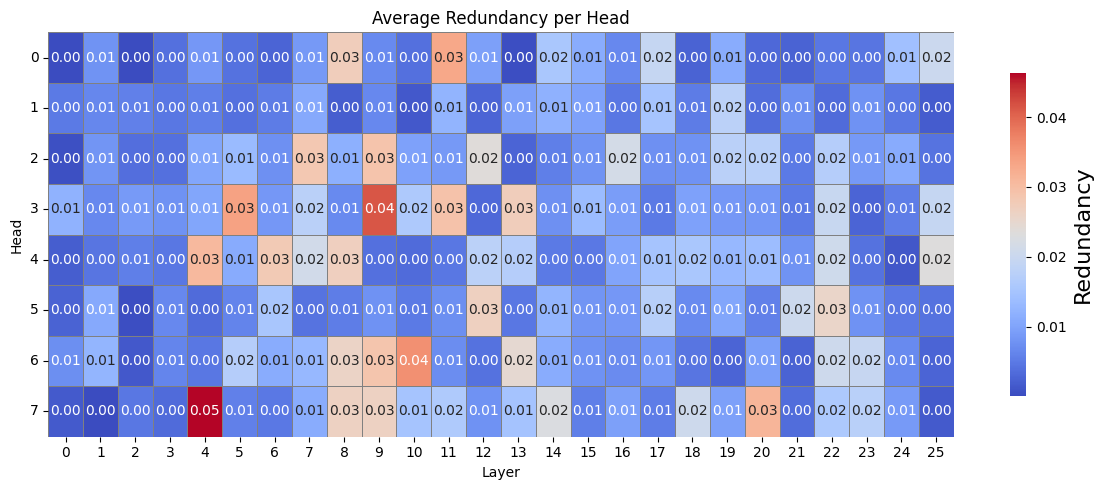 Average Redundancy per Head
0 0.00 0.01 0.00 0.00 0.01 0.00 0.00 0.01 0.03 0.01 0.00 0.03 0.01 0.00 0.02 0.01 0.01 0.02 0.00 0.01 0.00 0.00 0.00 0.00 0.01 0.02
1 0.00 0.01 0.01 0.00 0.01 0.00 0.01 0.01 0.00 0.01 0.00 0.01 0.00 0.01 0.01 0.01 0.00 0.01 0.01 0.02 0.00 0.01 0.00 0.01 0.01 0.00
2 0.00 0.01 0.00 0.00 0.01 0.01 0.01 0.03 0.01 0.03 0.01 0.01 0.02 0.00 0.01 0.01 0.02 0.01 0.01 0.02 0.02 0.00 0.02 0.01 0.01 0.00
3 0.01 0.01 0.01 0.01 0.01 0.03 0.01 0.02 0.01 0.04 0.02 0.03 0.00 0.03 0.01 0.01 0.01 0.00 0.01 0.01 0.01 0.01 0.02 0.00 0.01 0.02
4 0.00 0.00 0.01 0.00 0.03 0.01 0.03 0.02 0.03 0.00 0.00 0.00 0.02 0.02 0.00 0.00 0.01 0.01 0.02 0.01 0.01 0.01 0.02 0.00 0.00 0.02
5 0.00 0.01 0.00 0.01 0.00 0.01 0.02 0.00 0.01 0.01 0.01 0.01 0.03 0.00 0.01 0.01 0.01 0.02 0.01 0.01 0.01 0.02 0.03 0.01 0.00 0.00
6 0.01 0.01 0.00 0.01 0.00 0.02 0.01 0.01 0.03 0.03 0.04 0.01 0.00 0.02 0.01 0.01 0.01 0.01 0.00 0.00 0.01 0.00 0.02 0.02 0.01 0.00
7 0.00 0.00 0.00 0.00 0.05 0.01 0.00 0.01 0.03 0.03 0.01 0.02 0.01 0.01 0.02 0.00 0.01 0.01 0.02 0.01 0.03 0.00 0.02 0.02 0.01 0.00
0 1 2 3 4 5 6 7 8 9 10 11 12 13 14 15 16 17 18 19 20 21 22 23 24 25
Layer
Head
0.04
0.03
0.02
0.01
Redundancy